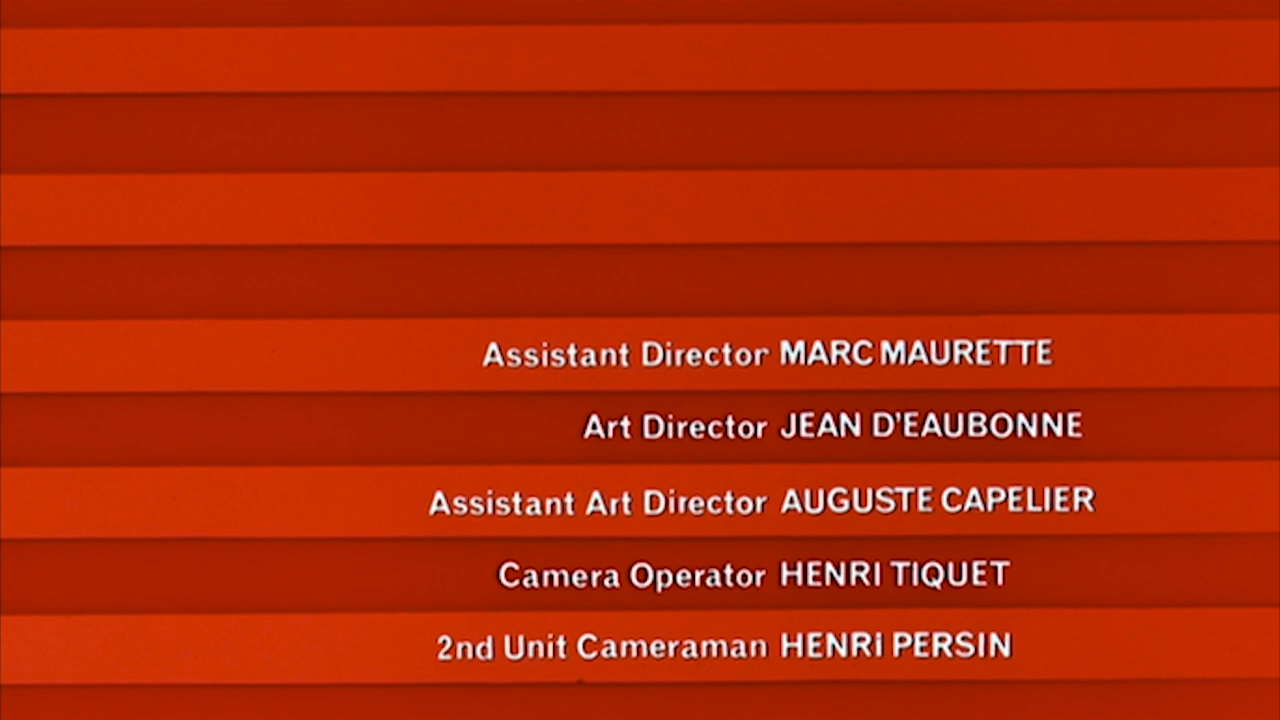 Assistant Director MARC MAURETTE
Art Director JEAN D'EAUBONNE
Assistant Art Director AUGUSTE CAPELIER
Camera Operator HENRI TIQUET
2nd Unit Cameraman HENRi PERSIN